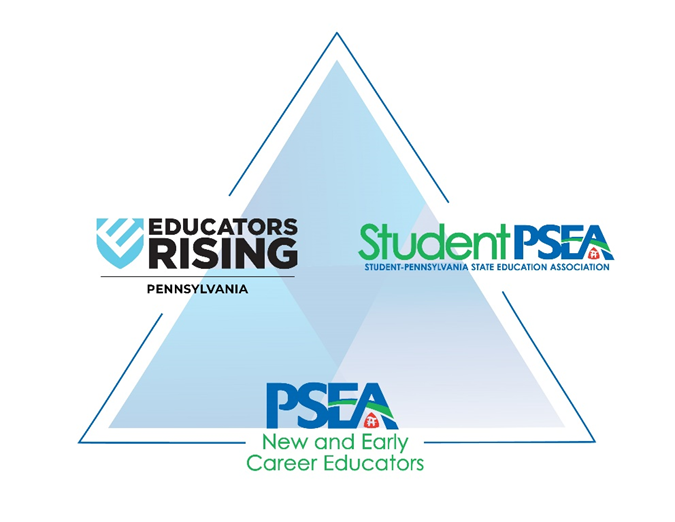 EDUCATORS
RISING
PENNSYLVANIA
StudentPSEA
STUDENT-PENNSYLVANIA STATE EDUCATION ASSOCIATION
PSEA
New and Early
Career Educators